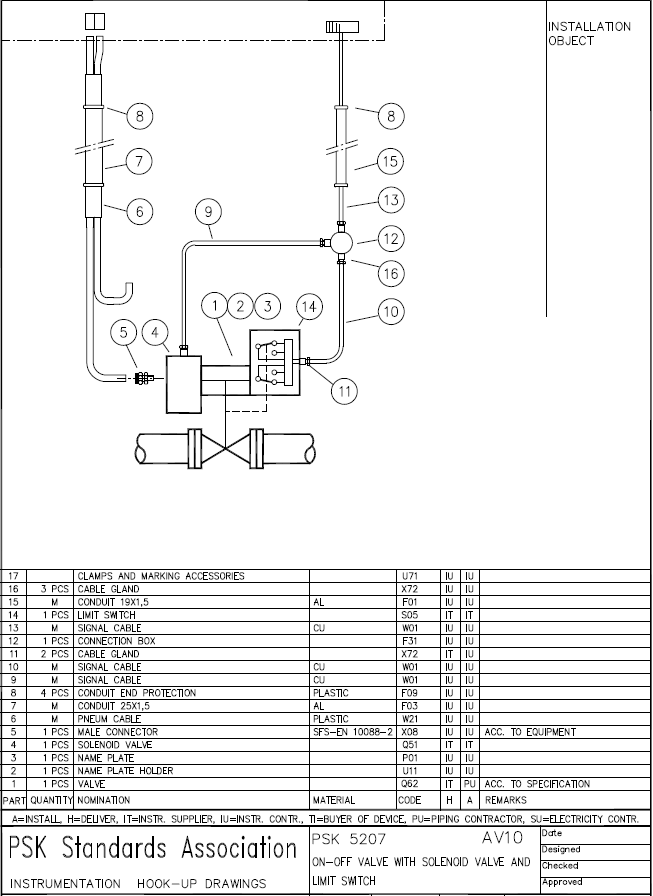 INSTALLATION
OBJECT
8
8
7
15
6
13
9
12
16
1 2 3 14
10
5 4
11
17 CLAMPS AND MARKING ACCESSORIES U71 IU IU
16 3 PCS CABLE GLAND X72 IU IU
15 M CONDUIT 19X1,5 AL F01 IU IU
14 1 PCS LIMIT SWITCH S05 IT IT
13 M SIGNAL CABLE CU W01 IU IU
12 1 PCS CONNECTION BOX F31 IU IU
11 2 PCS CABLE GLAND X72 IT IU
10 M SIGNAL CABLE CU W01 IU IU
9 M SIGNAL CABLE CU W01 IU IU
8 4 PCS CONDUIT END PROTECTION PLASTIC F09 IU IU
7 M CONDUIT 25X1,5 AL F03 IU IU
6 M PNEUM CABLE PLASTIC W21 IU IU
5 1 PCS MALE CONNECTOR SFS-EN 10088-2 X08 IU IU ACC. TO EQUIPMENT
4 1 PCS SOLENOID VALVE Q51 IT IT
3 1 PCS NAME PLATE P01 IU IU
2 1 PCS NAME PLATE HOLDER U11 IU IU
1 1 PCS VALVE Q62 IT PU ACC. TO SPECIFICATION
PART QUANTITY NOMINATION MATERIAL CODE H A REMARKS
A=INSTALL, H=DELIVER, IT=INSTR. SUPPLIER, IU=INSTR. CONTR., TI=BUYER OF DEVICE, PU=PIPING CONTRACTOR, SU=ELECTRICITY CONTR.
PSK Standards Association
INSTRUMENTATION HOOK-UP DRAWINGS
PSK 5207 AV10
ON-OFF VALVE WITH SOLENOID VALVE AND
LIMIT SWITCH
Date
Designed
Checked
Approved